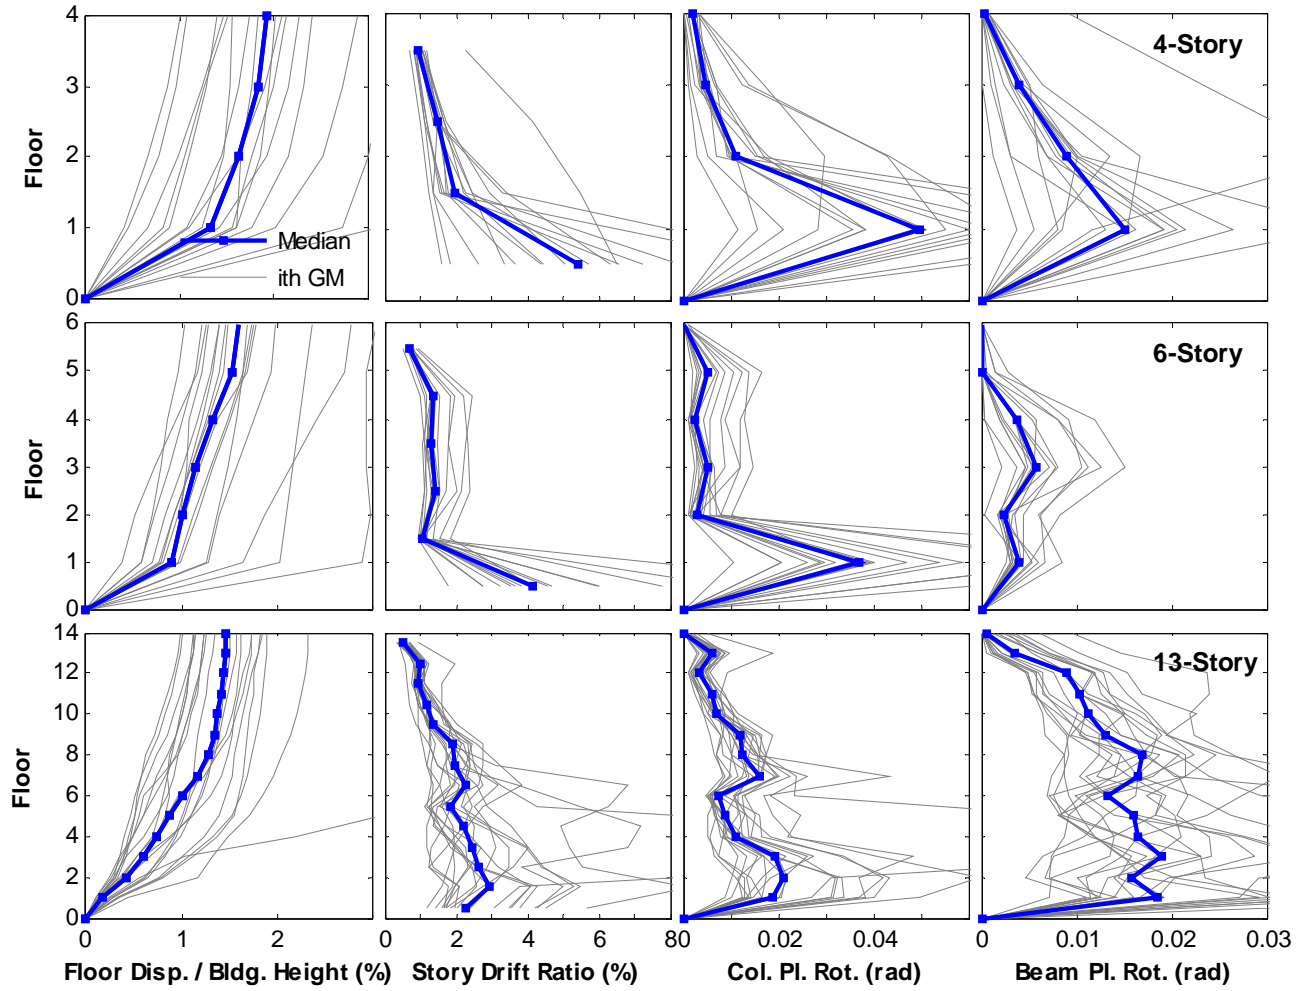 4
3
2
1
0
Floor
Median
ith GM
4-Story
6
5
4
3
2
1
0
Floor
6-Story
14
12
10
8
6
4
2
0
Floor
13-Story
0 1 2
0 2 4 6 80
0.02 0.04 0
0.01 0.02 0.03
Floor Disp. / Bldg. Height (%) Story Drift Ratio (%) Col. Pl. Rot. (rad) Beam Pl. Rot. (rad)